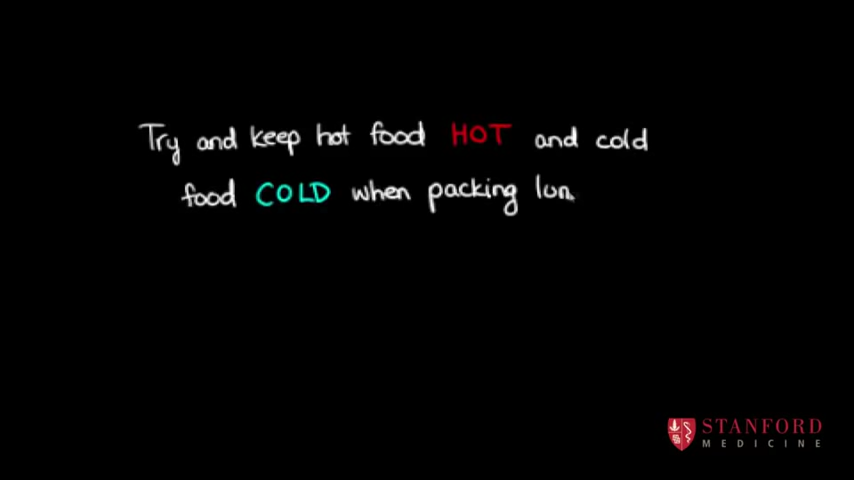 Try and keep hot food HOT and cold
food COLD when packing lun
STANFORD
MEDICINE